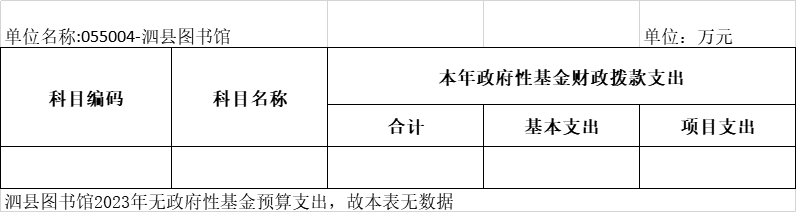 单位名称:055004-泗县图书馆 单位：万元
科目编码 科目名称 本年政府性基金财政拨款支出
合计 基本支出 项目支出
泗县图书馆2023年无政府性基金预算支出，故本表无数据